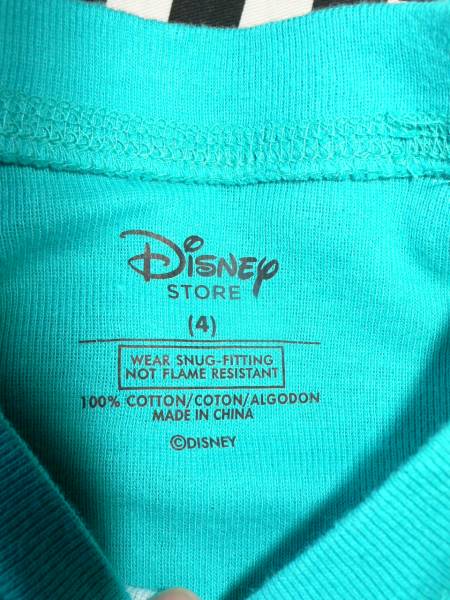 Disney
STORE
(4)
WEAR SNUG-FITTING
NOT FLAME RESISTANT
100% COTTON/COTON/ALGODON
MADE IN CHINA
©DISNEY